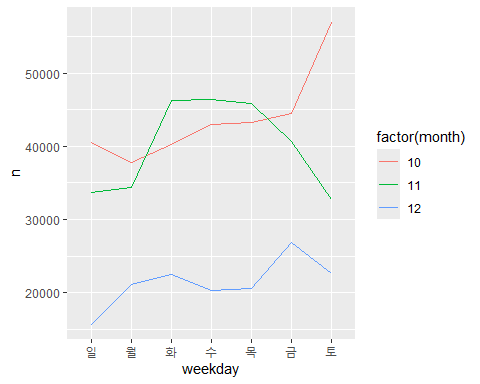 50000
40000
30000
20000
n
일 월 화 수 목 금 토
weekday
factor(month)
10
11
12